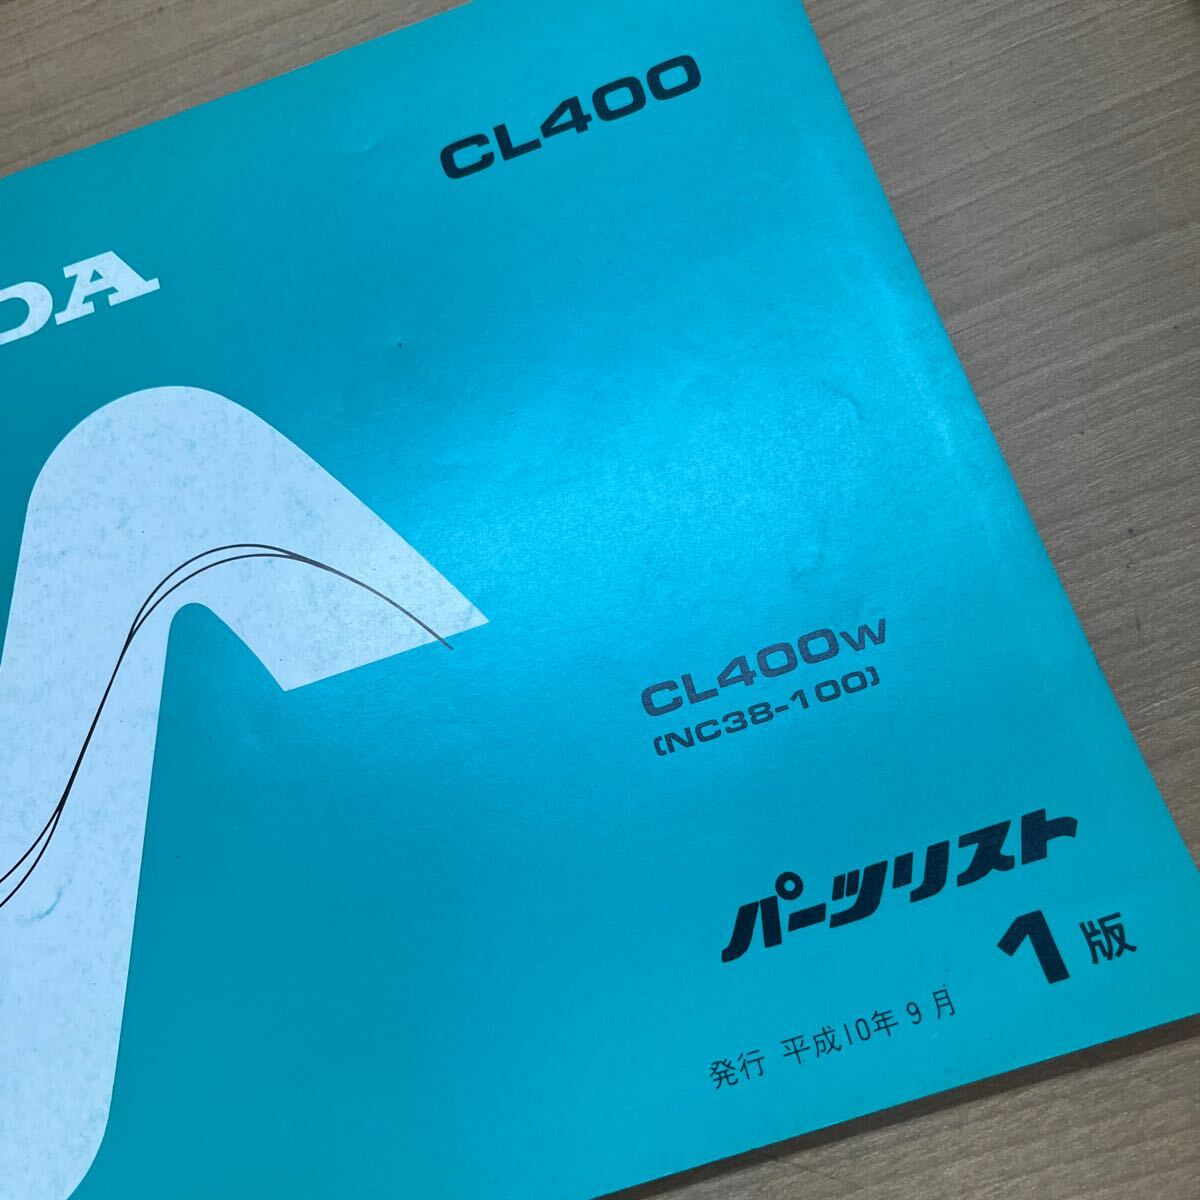 CL400
DA
CL400W
(NC38-100)
パーツリスト
1版
発行 平成10年9月